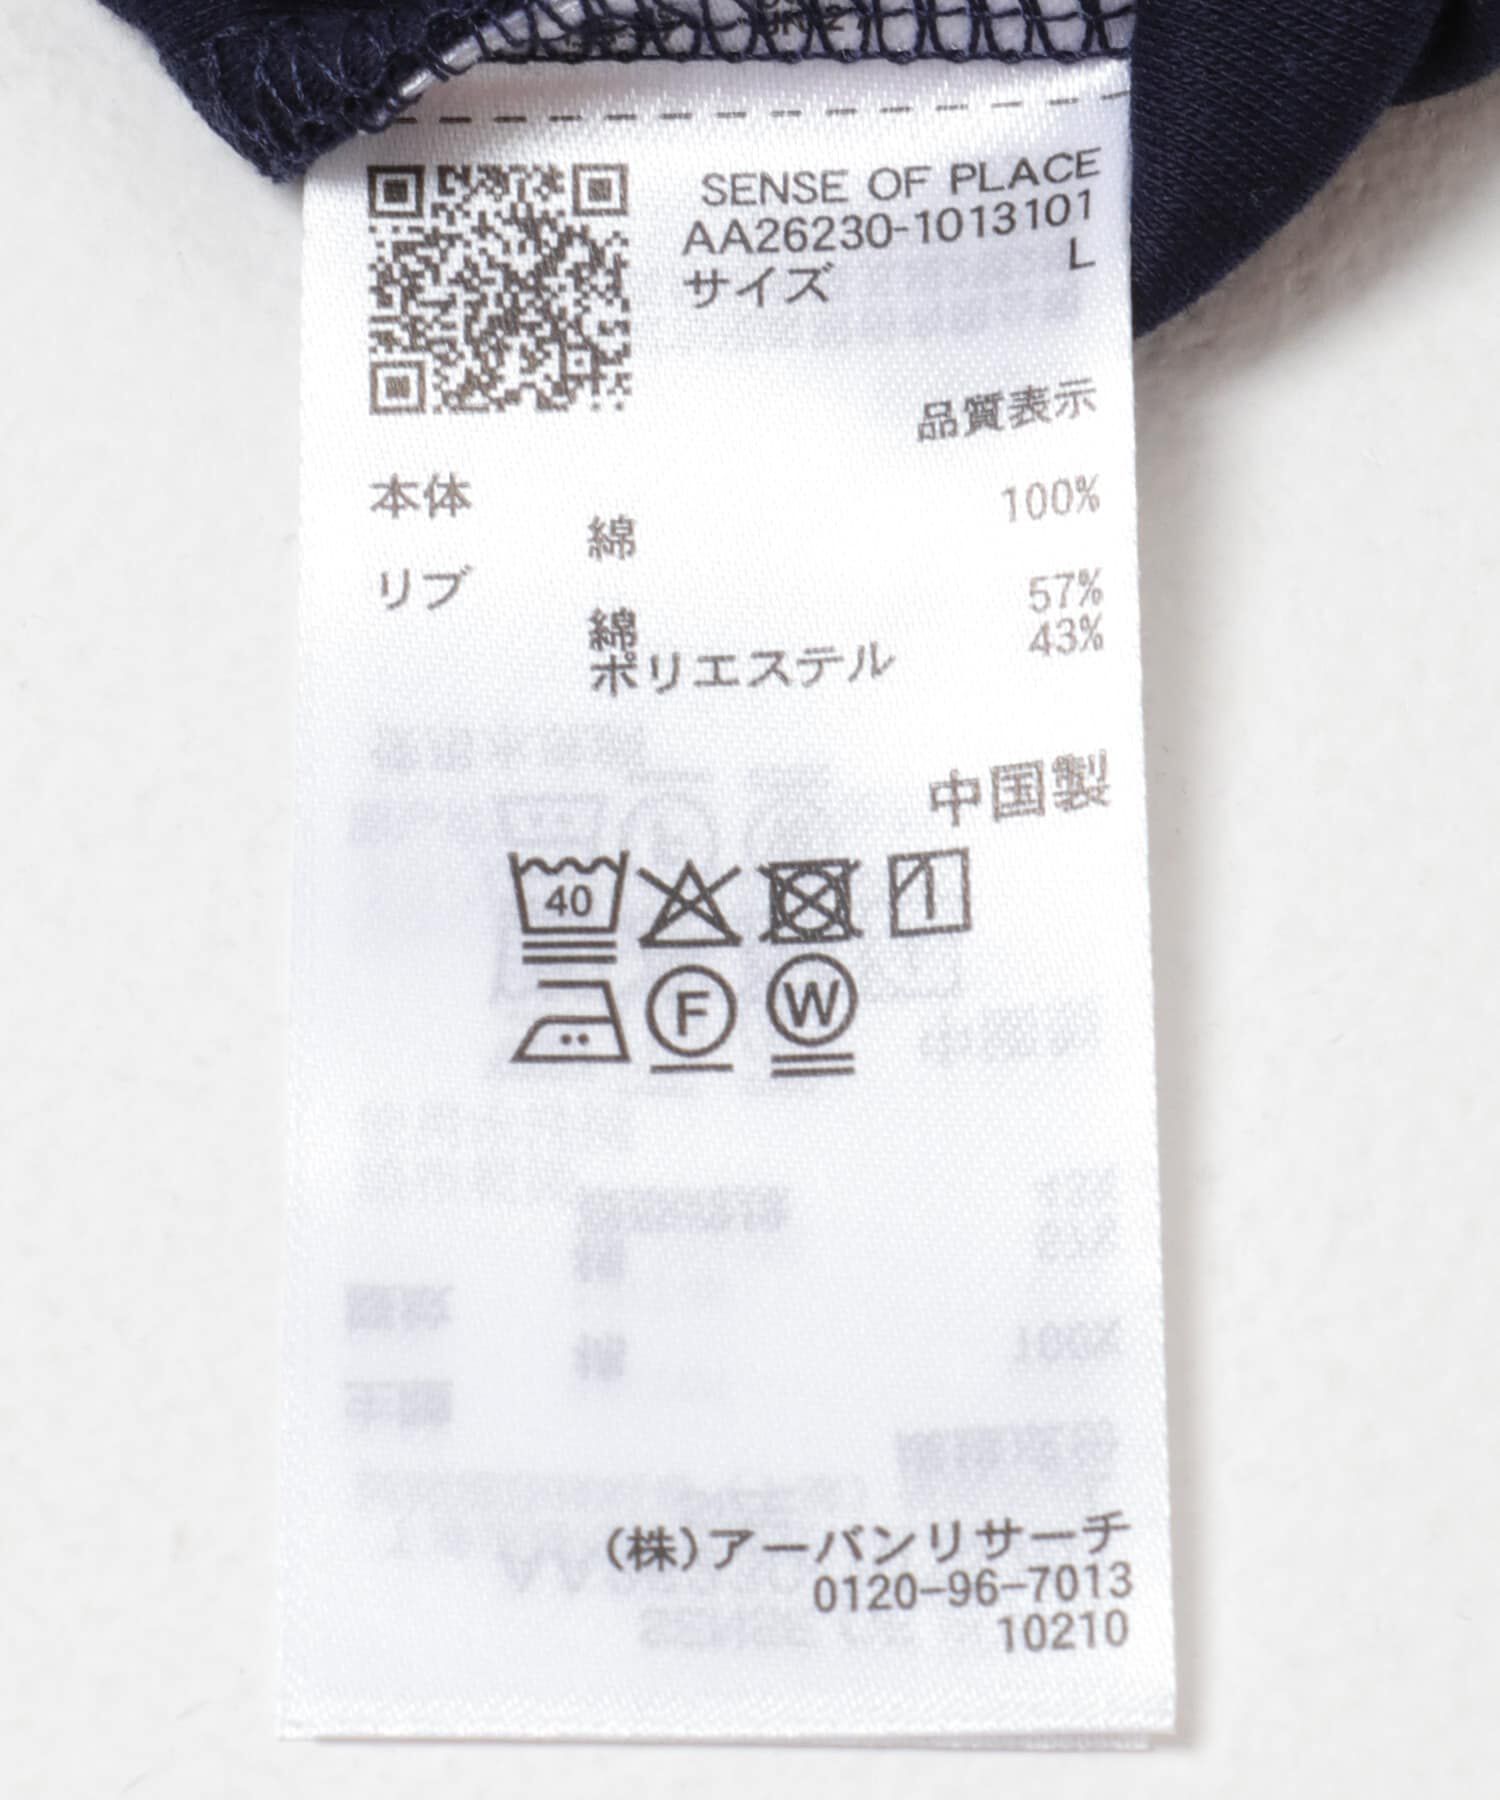 SENSE OF PLACE
AA26230-1013101
サイズ L
品質表示
本体
綿 100%
リブ
綿 57%
ポリエステル 43%
中国製
40
F W
(株)アーバンリサーチ
0120-96-7013
10210